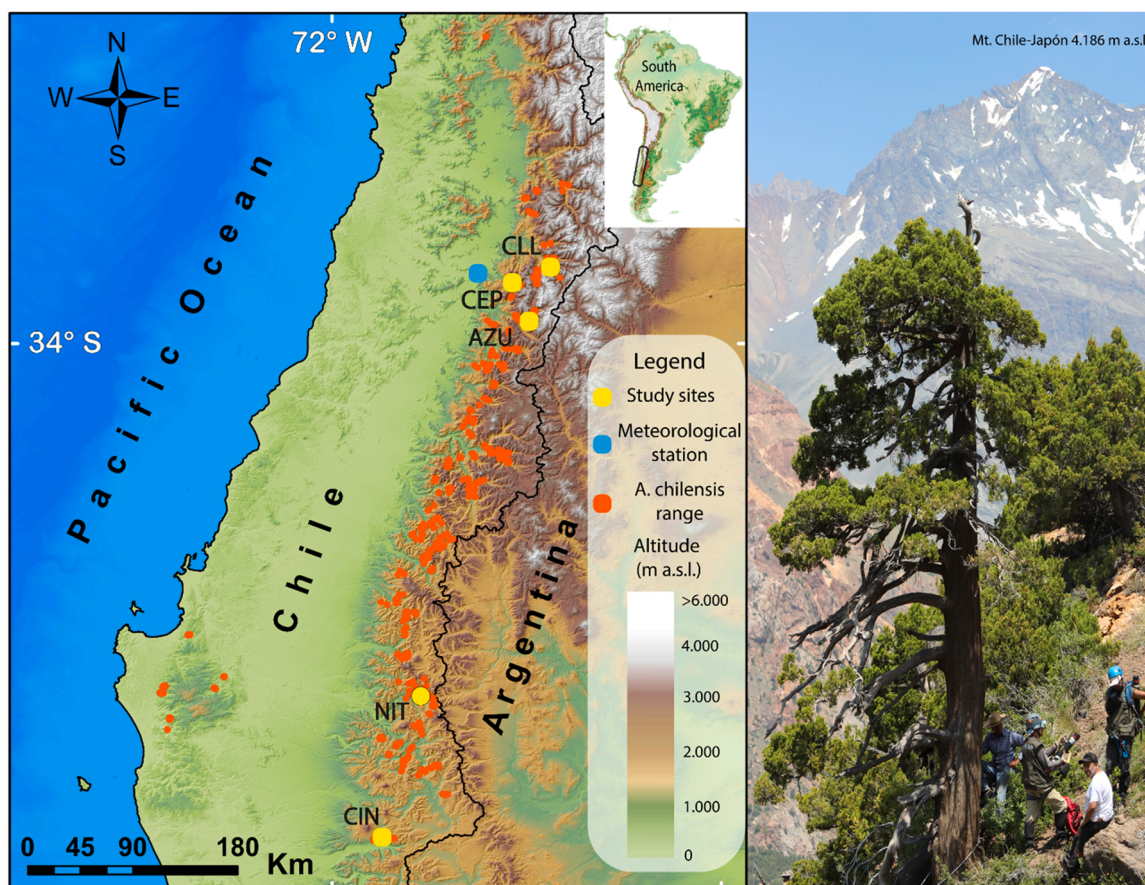 72° W
N
W
E
S
South
America
Pacific Ocean
CLL
CEP
AZU
34° S
Chile
Argentina
NIT
CIN
0 45 90 180 Km
Legend
Study sites
Meteorological
station
A. chilensis
range
Altitude
(m a.s.l.)
>6.000
4.000
3.000
2.000
1.000
0
Mt. Chile-Japón 4.186 m a.s.l